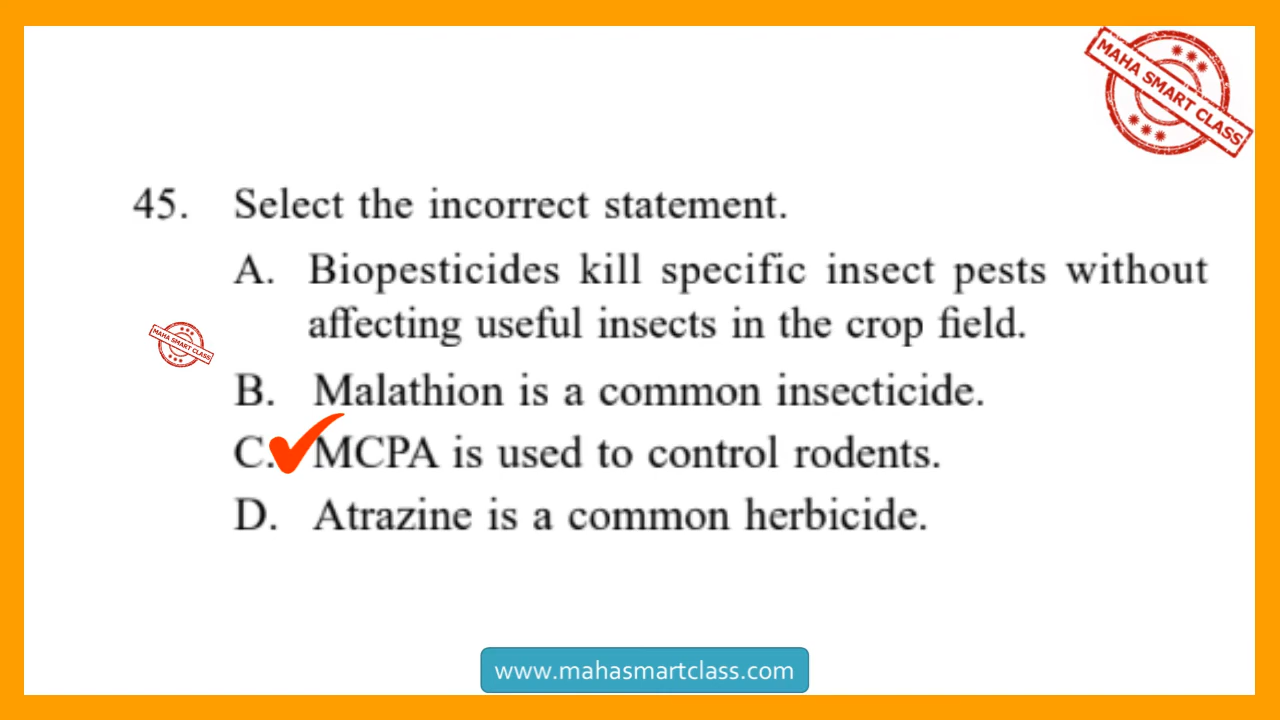 MAHA SMART CLASS
45. Select the incorrect statement.
A. Biopesticides kill specific insect pests without
affecting useful insects in the crop field.
MAHA SMART CLASS
B. Malathion is a common insecticide.
C. MCPA is used to control rodents.
D. Atrazine is a common herbicide.
www.mahasmartclass.com